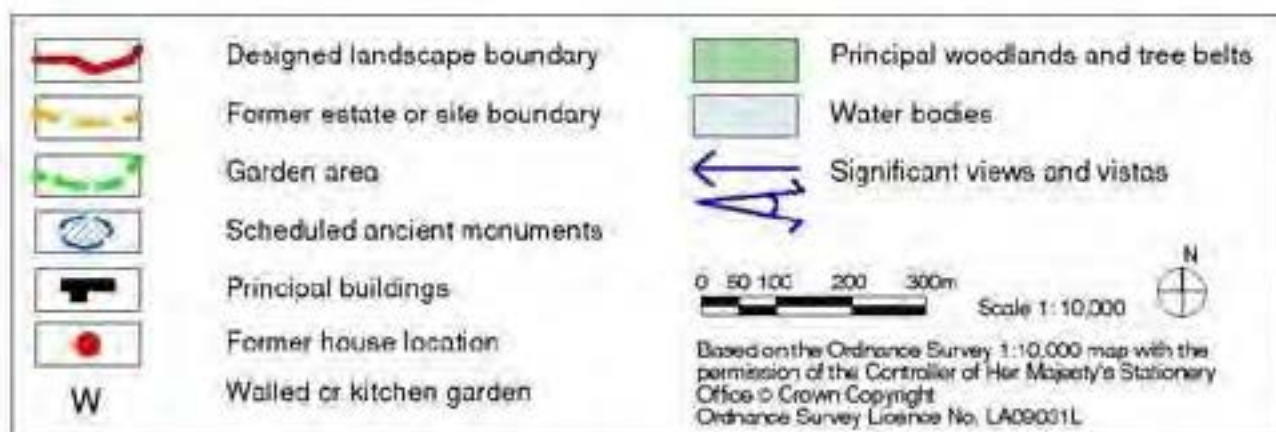 Designed landscape boundary
Former estate or site boundary
Garden area
Scheduled ancient monuments
Principal buildings
Former house location
W Walled or kitchen garden
Principal woodlands and tree belts
Water bodies
Significant views and vistas
N
0 50 100 200 300m
Scale 1:10,000
Based on the Ordnance Survey 1:10,000 map with the
permission of the Controller of Her Majesty's Stationery
Office © Crown Copyright
Ordnance Survey Licence No. LA09031L